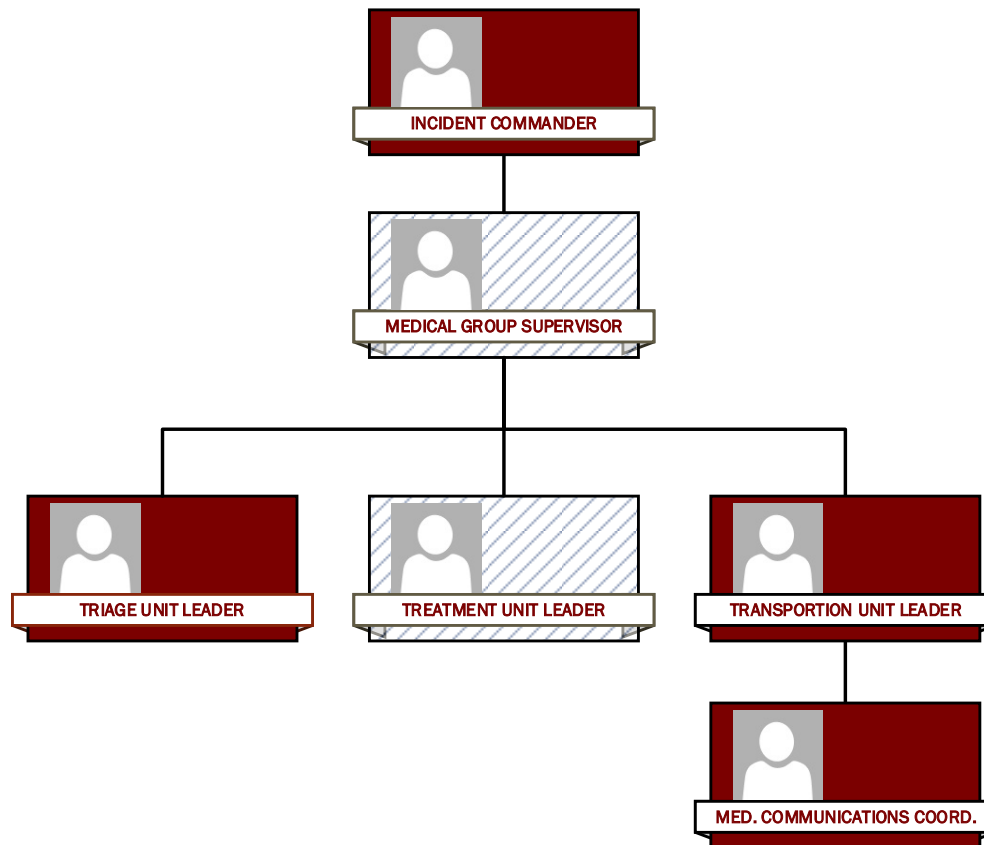 INCIDENT COMMANDER
MEDICAL GROUP SUPERVISOR
TRIAGE UNIT LEADER
TREATMENT UNIT LEADER
TRANSPORTION UNIT LEADER
MED. COMMUNICATIONS COORD.